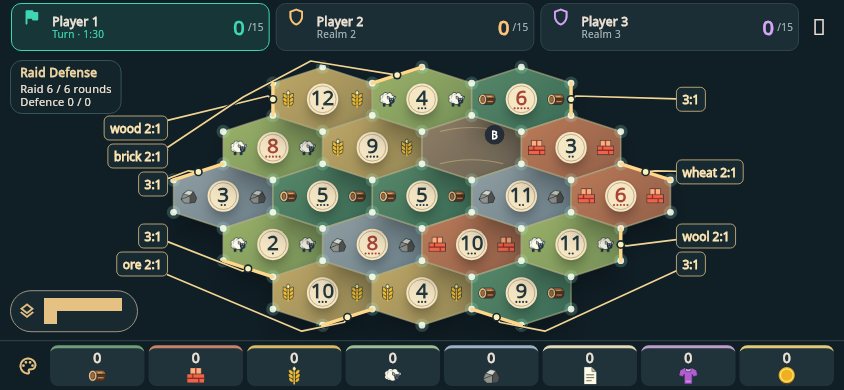 Player 1
Turn · 1:30
0 /15
Player 2
Realm 2
0 /15
Player 3
Realm 3
0 /15
Raid Defense
Raid 6 / 6 rounds
Defence 0 / 0
12
4
6
3:1
wood 2:1
brick 2:1
8
9
B
3
3:1
3
5
5
11
6
wheat 2:1
3:1
ore 2:1
2
8
10
11
wool 2:1
3:1
10
4
9
0
0
0
0
0
0
0
0